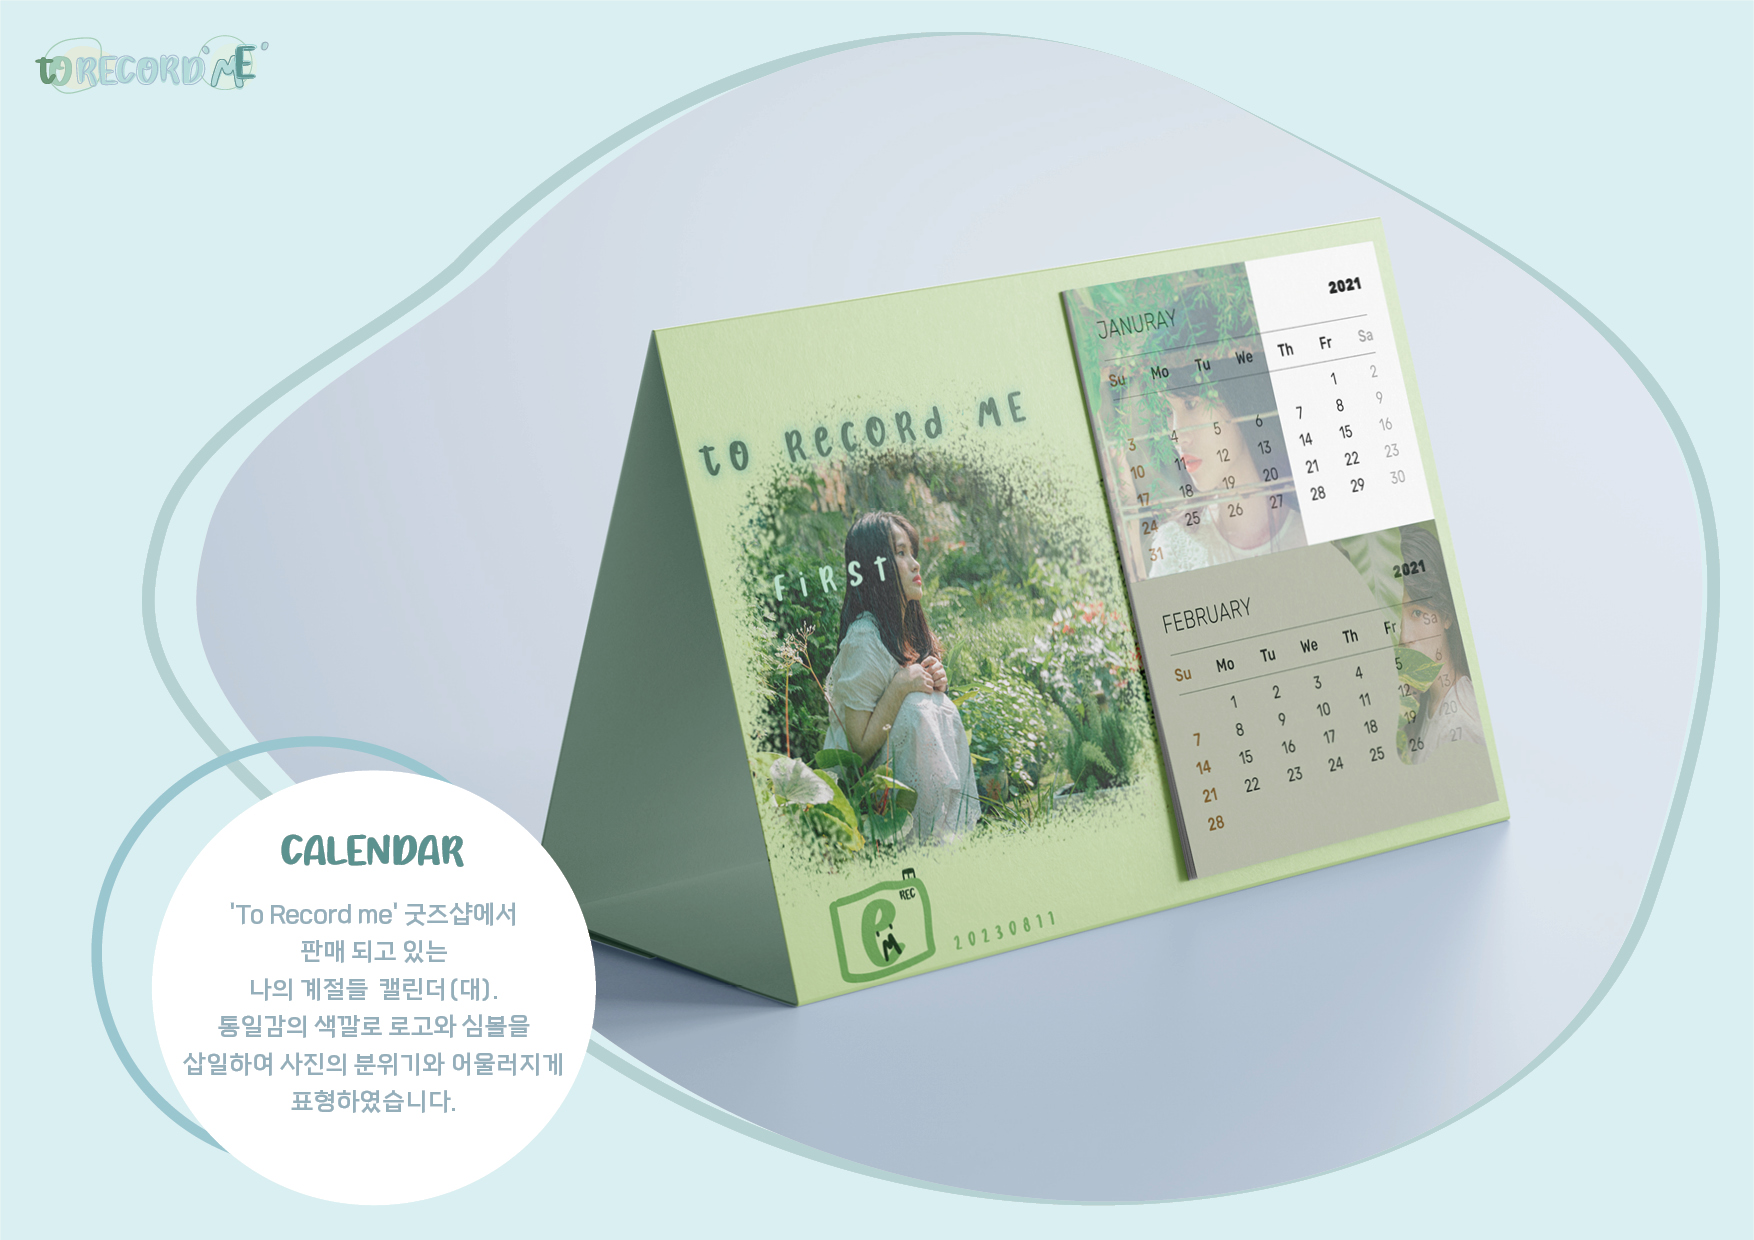 to RECORD ME
to RECORD ME
FiRST
REC
e
M
20230811
JANURAY
2021
Su Mo Tu We Th Fr Sa
1 2
3 4 5 6 7 8 9
10 11 12 13 14 15 16
17 18 19 20 21 22 23
24 25 26 27 28 29 30
31
FEBRUARY
2021
Su Mo Tu We Th Fr Sa
1 2 3 4 5 6
7 8 9 10 11 12 13
14 15 16 17 18 19 20
21 22 23 24 25 26 27
28
CALENDAR
'To Record me' 굿즈샵에서
판매 되고 있는
나의 계절들 캘린더(대).
통일감의 색깔로 로고와 심볼을
삽일하여 사진의 분위기와 어울러지게
표형하였습니다.